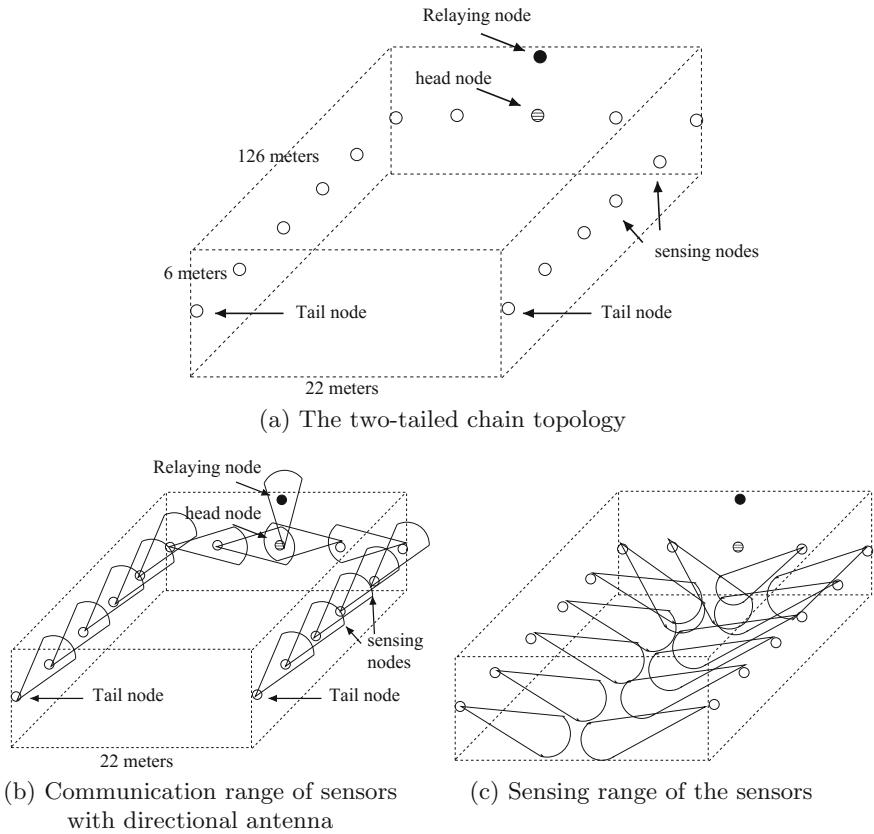 Relaying node
head node
126 meters
sensing nodes
6 meters
Tail node
Tail node
22 meters
(a) The two-tailed chain topology
Relaying node
head node
sensing
nodes
Tail node
Tail node
22 meters
(b) Communication range of sensors
with directional antenna
(c) Sensing range of the sensors